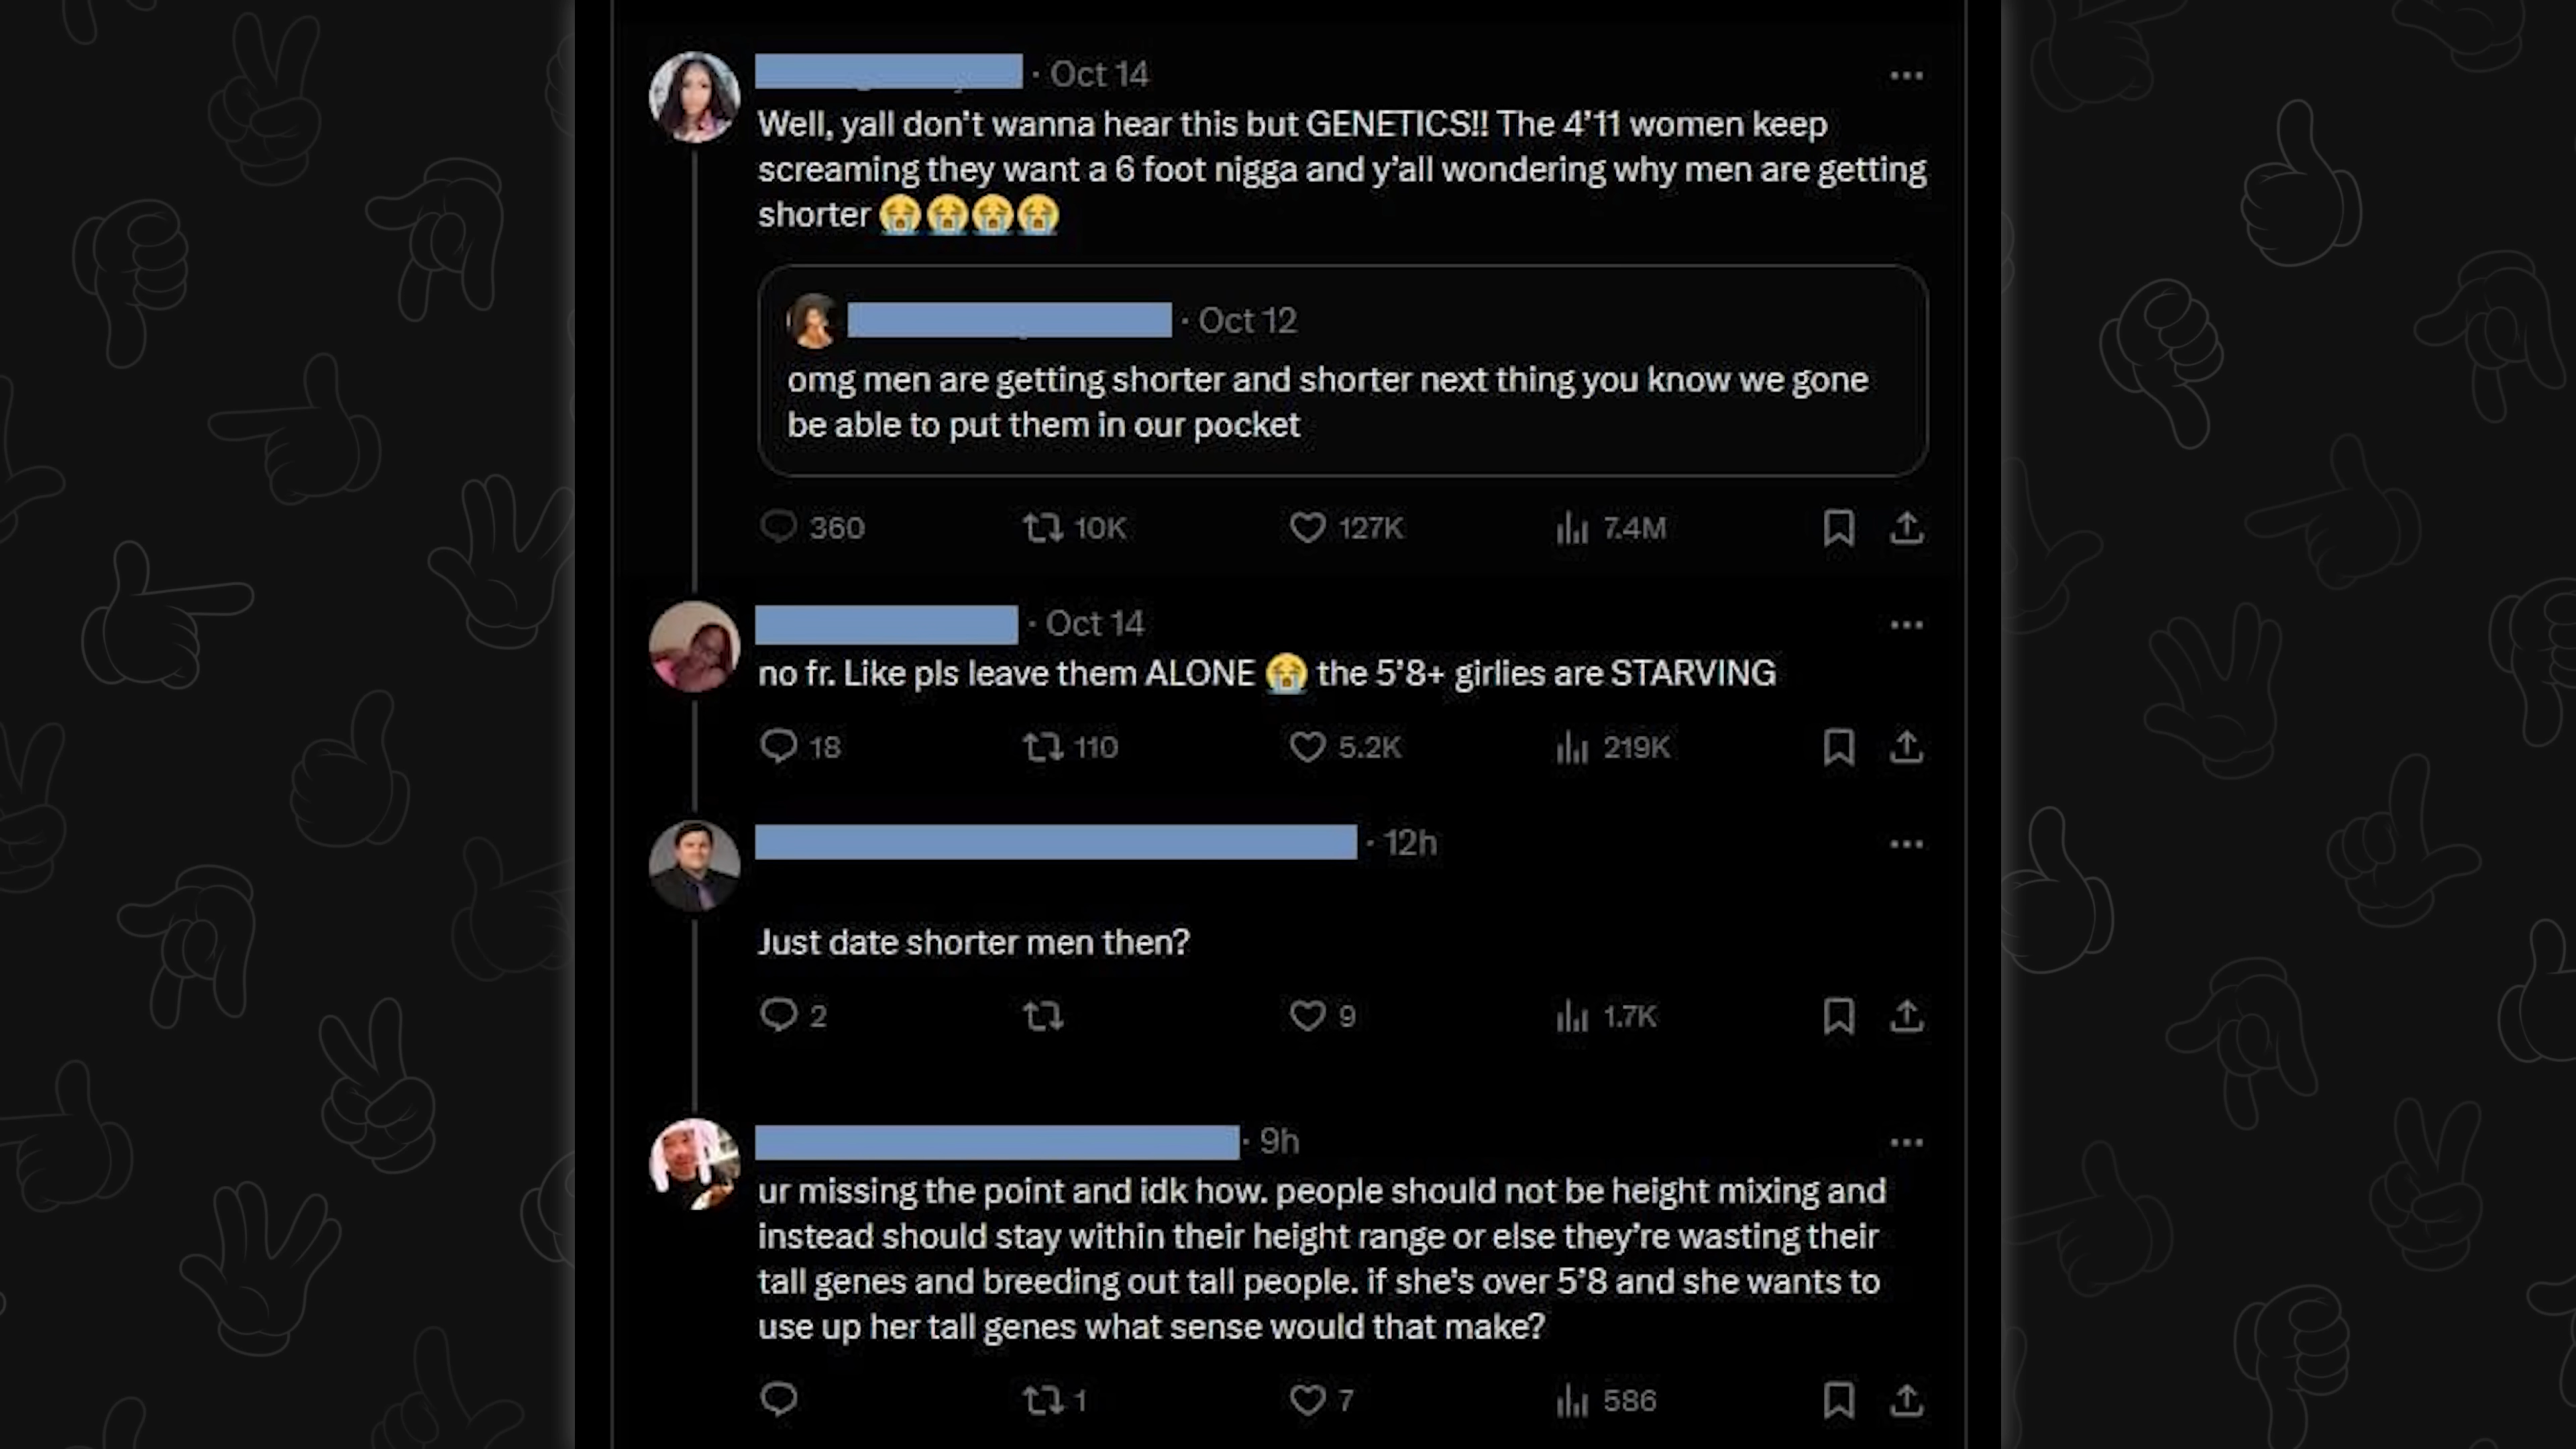 · Oct 14
Well, yall don't wanna hear this but GENETICS!! The 4'11 women keep
screaming they want a 6 foot nigga and y'all wondering why men are getting
shorter 😭😭😭😭
· Oct 12
omg men are getting shorter and shorter next thing you know we gone
be able to put them in our pocket
360 10K 127K 7.4M
· Oct 14
no fr. Like pls leave them ALONE 😭 the 5'8+ girlies are STARVING
18 110 5.2K 219K
· 12h
Just date shorter men then?
2 9 1.7K
· 9h
ur missing the point and idk how. people should not be height mixing and
instead should stay within their height range or else they're wasting their
tall genes and breeding out tall people. if she's over 5'8 and she wants to
use up her tall genes what sense would that make?
1 7 586